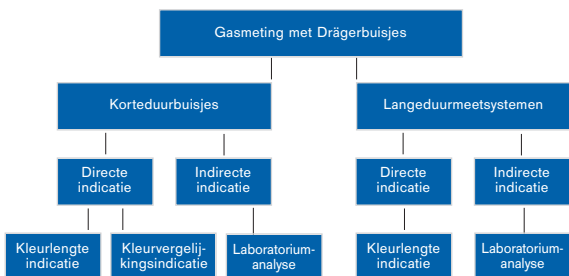 Gasmeting met Drägerbuisjes
Korteduurbuisjes
Langeduurmeetsystemen
Directe
indicatie
Indirecte
indicatie
Directe
indicatie
Indirecte
indicatie
Kleurlengte
indicatie
Kleurvergelij-
kingsindicatie
Laboratorium-
analyse
Kleurlengte
indicatie
Laboratorium-
analyse